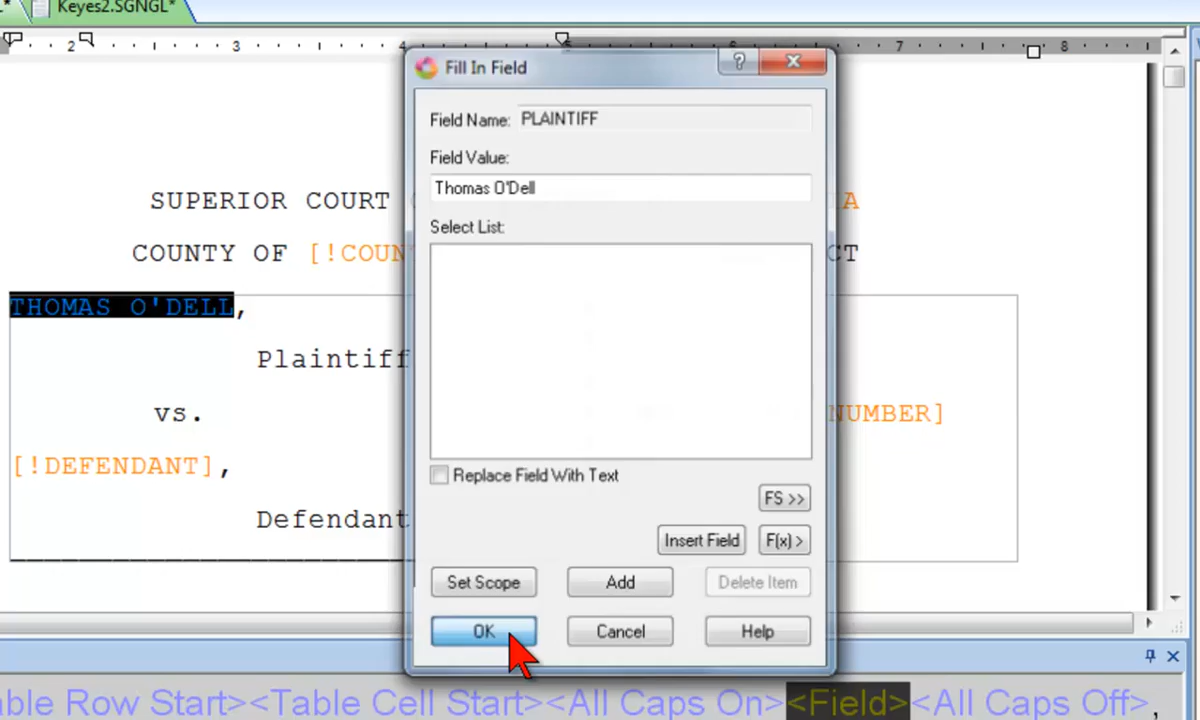 Keyes2.SGNGL*
2 3 4 5 6 7 8
Fill In Field
Field Name: PLAINTIFF
Field Value:
Thomas O'Dell
Select List:
SUPERIOR COURT
A
COUNTY OF [!COUN
CT
THOMAS O'DELL,
Plaintiff
vs.
NUMBER]
[!DEFENDANT],
Defendant
Replace Field With Text
FS >>
Insert Field F(x) >
Set Scope Add Delete Item
OK Cancel Help
able Row Start><Table Cell Start><All Caps On><Field><All Caps Off>,